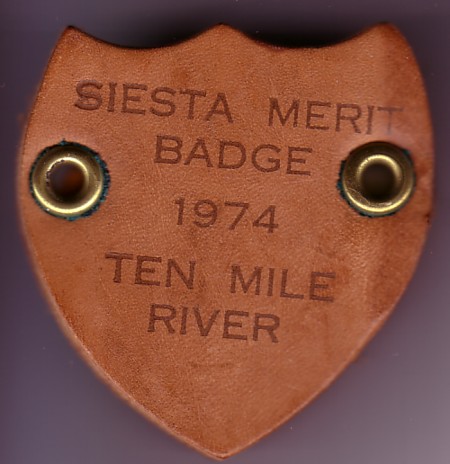 SIESTA MERIT
BADGE
1974
TEN MILE
RIVER